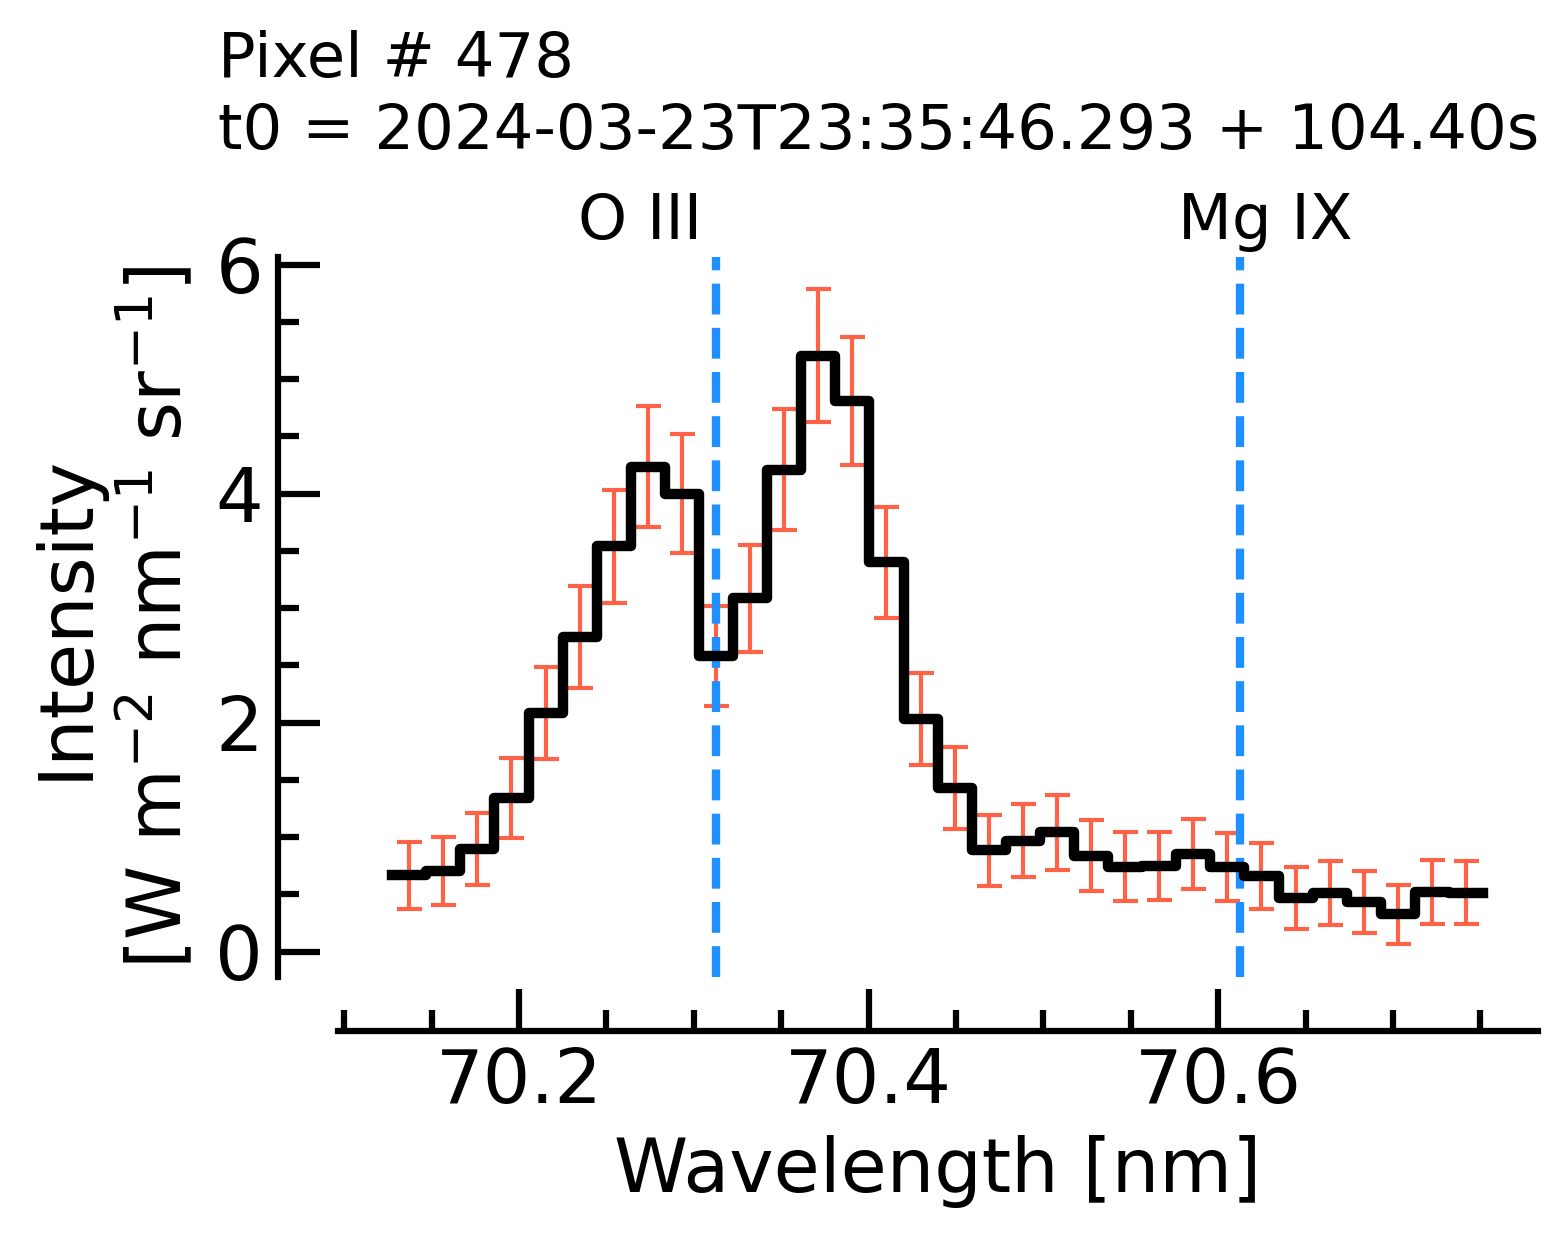 Pixel # 478
t0 = 2024-03-23T23:35:46.293 + 104.40s
O III
Mg IX
Intensity
[W m⁻² nm⁻¹ sr⁻¹]
6
4
2
0
70.2 70.4 70.6
Wavelength [nm]